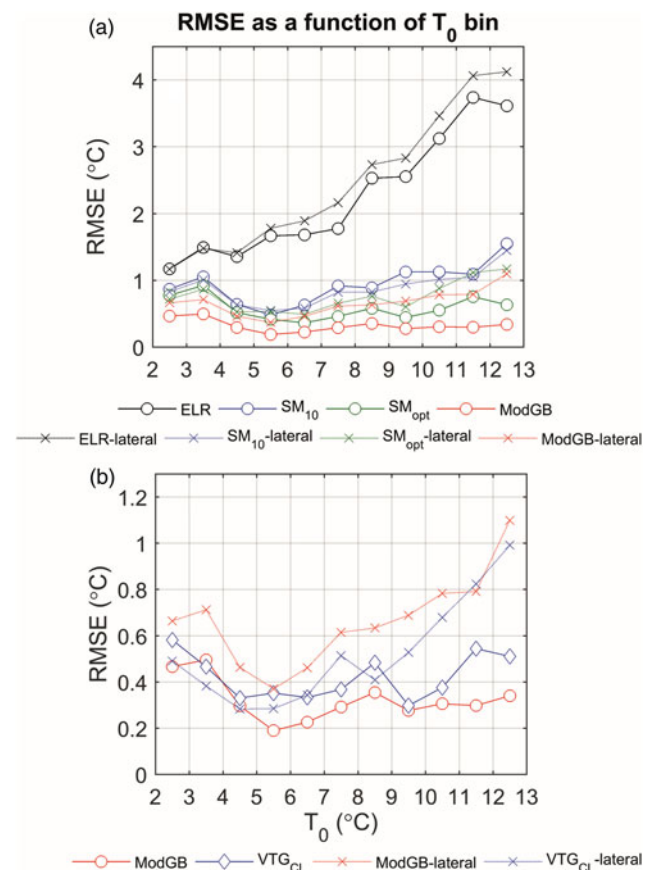 (a) RMSE as a function of T0 bin
4
3
2
1
0
RMSE (°C)
2 3 4 5 6 7 8 9 10 11 12 13
ELR SM10 SMopt ModGB
ELR-lateral SM10-lateral SMopt-lateral ModGB-lateral
(b)
1.2
1
0.8
0.6
0.4
0.2
0
RMSE (°C)
2 3 4 5 6 7 8 9 10 11 12 13
T0 (°C)
ModGB VTGCL ModGB-lateral VTGCL-lateral